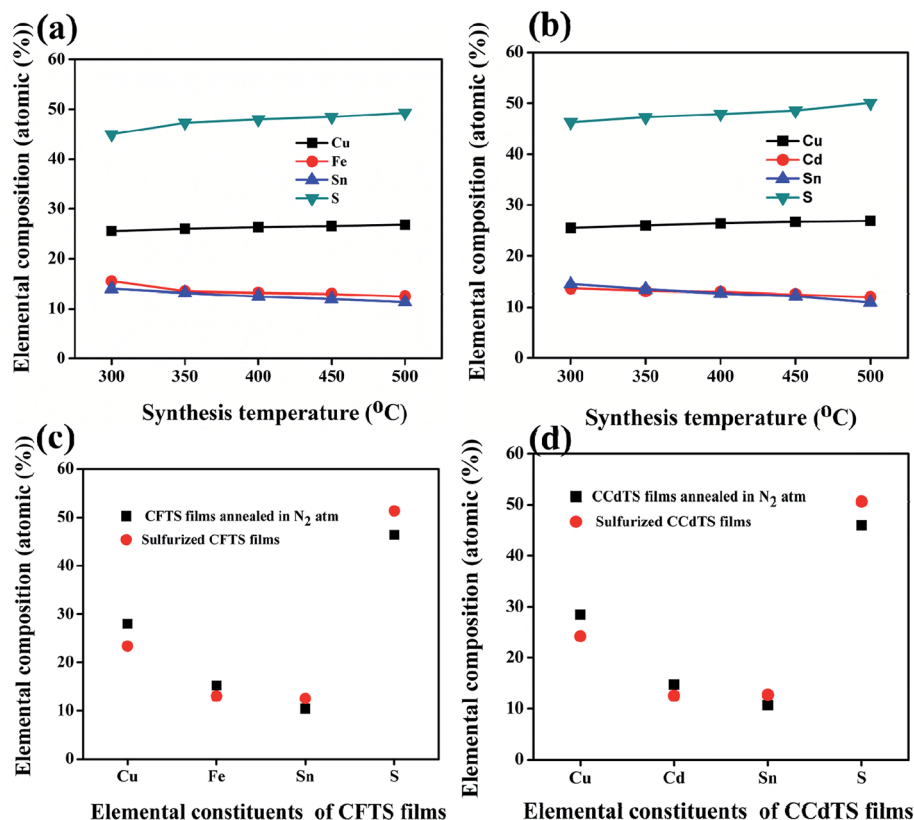 (a)
Elemental composition (atomic (%))
60
50
40
30
20
10
0
Cu
Fe
Sn
S
300 350 400 450 500
Synthesis temperature (⁰C)
(b)
Elemental composition (atomic (%))
60
50
40
30
20
10
0
Cu
Cd
Sn
S
300 350 400 450 500
Synthesis temperature (⁰C)
(c)
Elemental composition (atomic (%))
60
50
40
30
20
10
0
CFTS films annealed in N₂ atm
Sulfurized CFTS films
Cu Fe Sn S
Elemental constituents of CFTS films
(d)
Elemental composition (atomic (%))
60
50
40
30
20
10
0
CCdTS films annealed in N₂ atm
Sulfurized CCdTS films
Cu Cd Sn S
Elemental constituents of CCdTS films